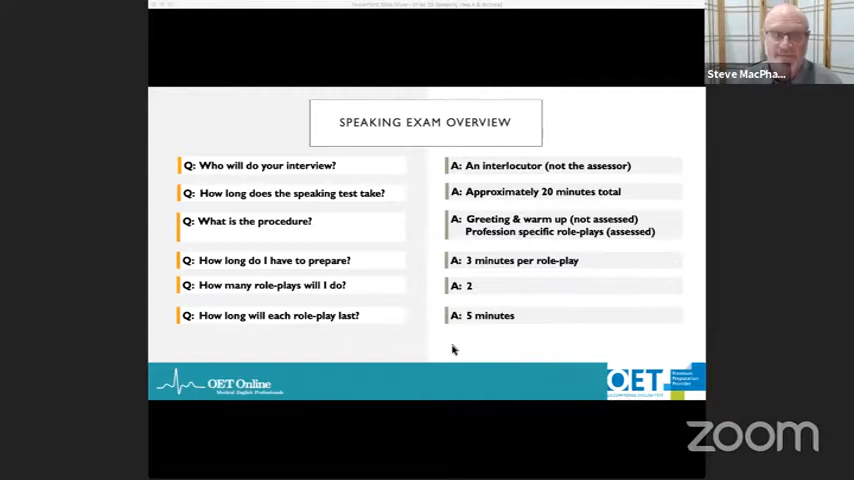 Steve MacPha...
SPEAKING EXAM OVERVIEW
Q: Who will do your interview?
A: An interlocutor (not the assessor)
Q: How long does the speaking test take?
A: Approximately 20 minutes total
Q: What is the procedure?
A: Greeting & warm up (not assessed)
Profession specific role-plays (assessed)
Q: How long do I have to prepare?
A: 3 minutes per role-play
Q: How many role-plays will I do?
A: 2
Q: How long will each role-play last?
A: 5 minutes
OET Online
Medical English Professionals
OET
Premium
Preparation
Provider
zoom